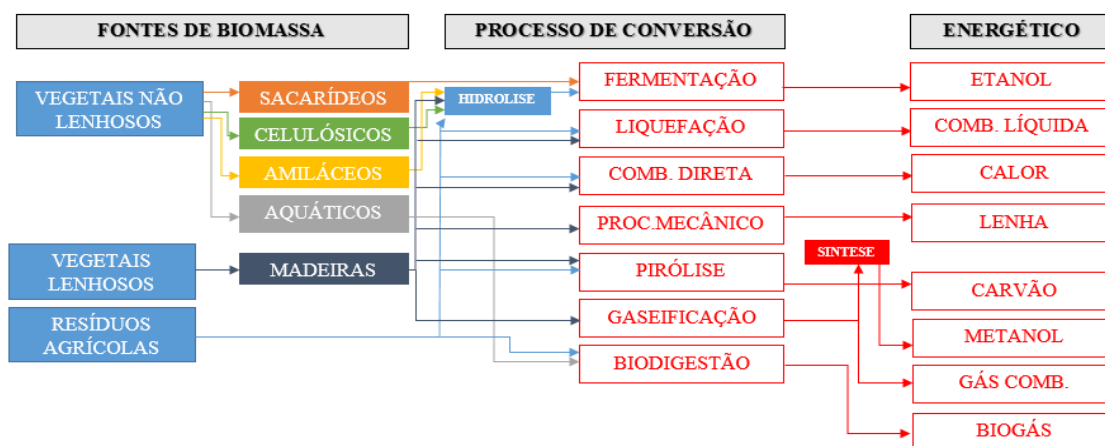 FONTES DE BIOMASSA
PROCESSO DE CONVERSÃO
ENERGÉTICO
VEGETAIS NÃO
LENHOSOS
SACARÍDEOS
CELULÓSICOS
AMILÁCEOS
AQUÁTICOS
VEGETAIS
LENHOSOS
MADEIRAS
RESÍDUOS
AGRÍCOLAS
HIDROLISE
FERMENTAÇÃO
LIQUEFAÇÃO
COMB. DIRETA
PROC.MECÂNICO
PIRÓLISE
GASEIFICAÇÃO
BIODIGESTÃO
SINTESE
ETANOL
COMB. LÍQUIDA
CALOR
LENHA
CARVÃO
METANOL
GÁS COMB.
BIOGÁS